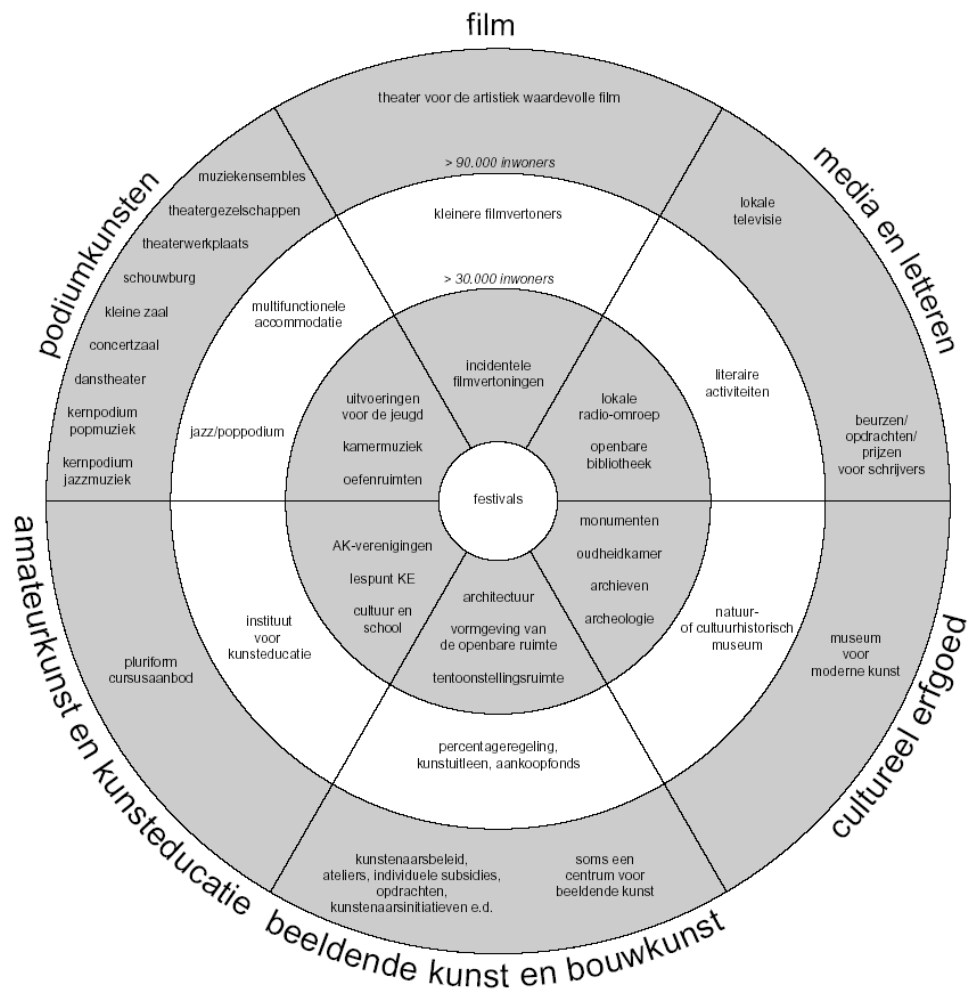 film
theater voor de artistiek waardevolle film
> 90.000 inwoners
kleinere filmvertoners
> 30.000 inwoners
incidentele
filmvertoningen
media en letteren
lokale
televisie
beurzen/
opdrachten/
prijzen
voor schrijvers
literaire
activiteiten
lokale
radio-omroep
openbare
bibliotheek
cultureel erfgoed
monumenten
oudheidkamer
archieven
archeologie
natuur-
of cultuurhistorisch
museum
museum
voor
moderne kunst
beeldende kunst en bouwkunst
architectuur
vormgeving van
de openbare ruimte
tentoonstellingsruimte
percentageregeling,
kunstuitleen, aankoopfonds
kunstenaarsbeleid,
ateliers, individuele subsidies,
opdrachten,
kunstenaarsinitiatieven e.d.
soms een
centrum voor
beeldende kunst
amateurkunst en kunsteducatie
AK-verenigingen
lespunt KE
cultuur en
school
instituut
voor
kunsteducatie
pluriform
cursusaanbod
podiumkunsten
muziekensembles
theatergezelschappen
theaterwerkplaats
schouwburg
kleine zaal
concertzaal
danstheater
kernpodium
popmuziek
kernpodium
jazzmuziek
multifunctionele
accommodatie
jazz/poppodium
uitvoeringen
voor de jeugd
kamermuziek
oefenruimten
festivals